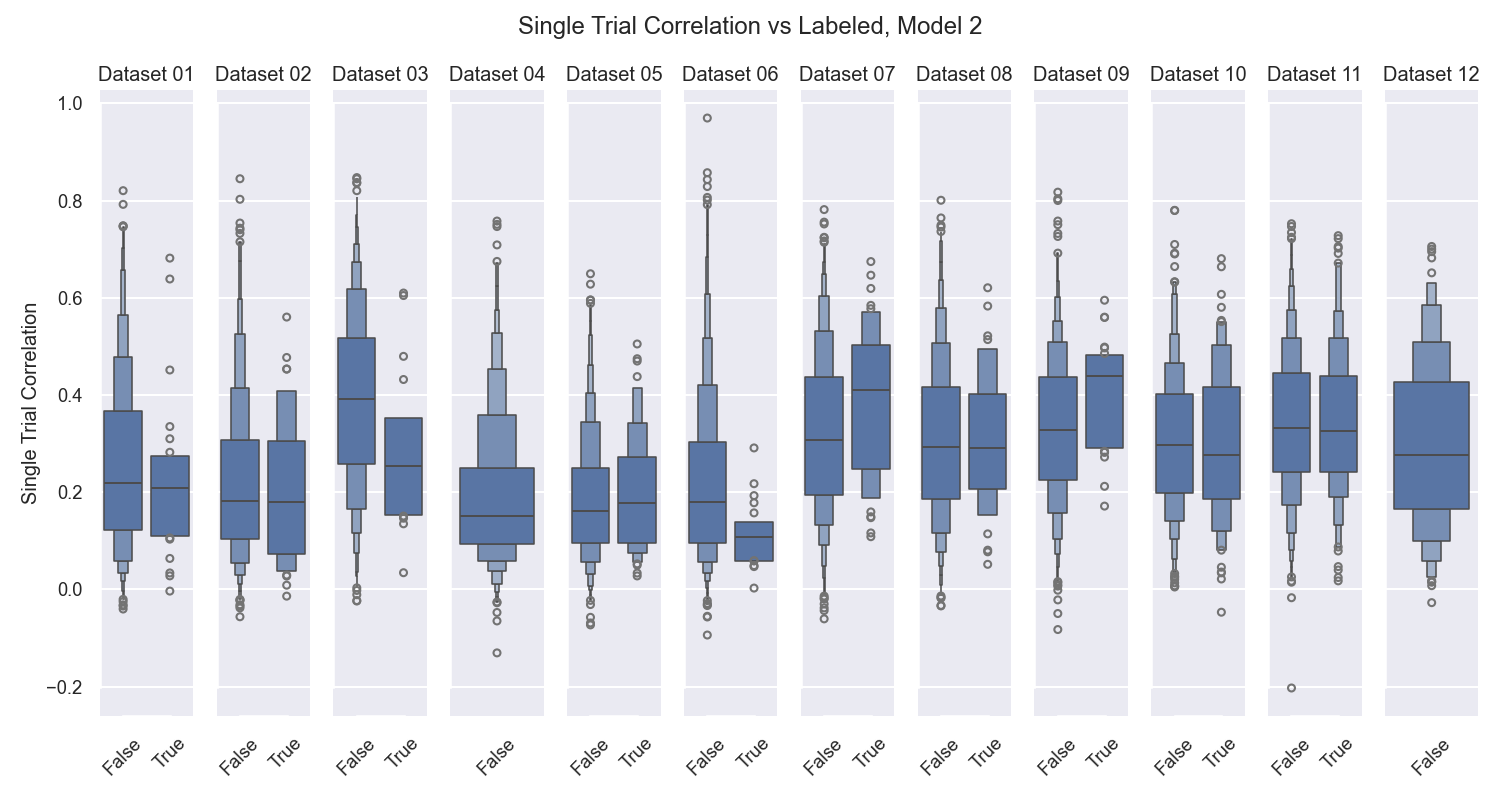 Single Trial Correlation vs Labeled, Model 2
Dataset 01 Dataset 02 Dataset 03 Dataset 04 Dataset 05 Dataset 06 Dataset 07 Dataset 08 Dataset 09 Dataset 10 Dataset 11 Dataset 12
1.0
0.8
0.6
0.4
0.2
0.0
−0.2
Single Trial Correlation
False True False True False True False False True False True False True False True False True False True False True False